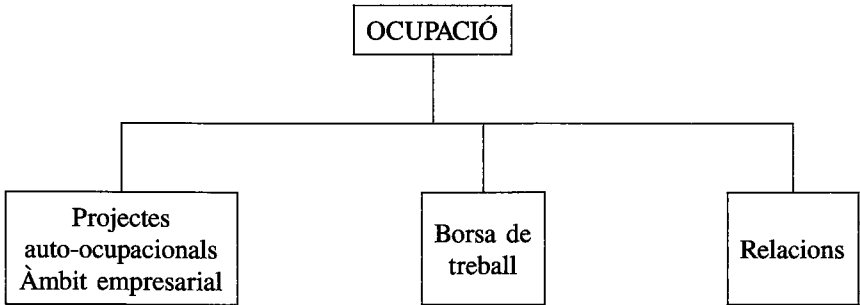 OCUPACIÓ
Projectes
auto-ocupacionals
Àmbit empresarial
Borsa de
treball
Relacions